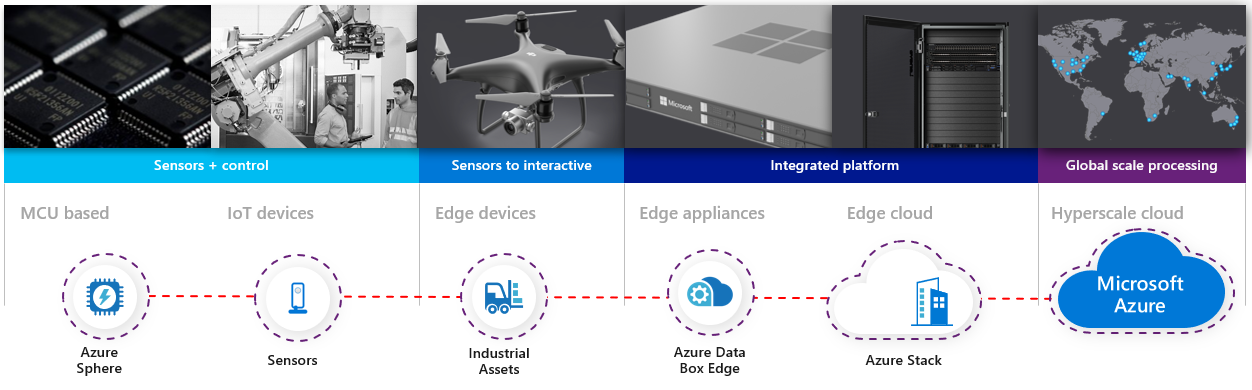 Microsoft
Sensors + control
Sensors to interactive
Integrated platform
Global scale processing
MCU based
IoT devices
Edge devices
Edge appliances
Edge cloud
Hyperscale cloud
Microsoft
Azure
Azure
Sphere
Sensors
Industrial
Assets
Azure Data
Box Edge
Azure Stack